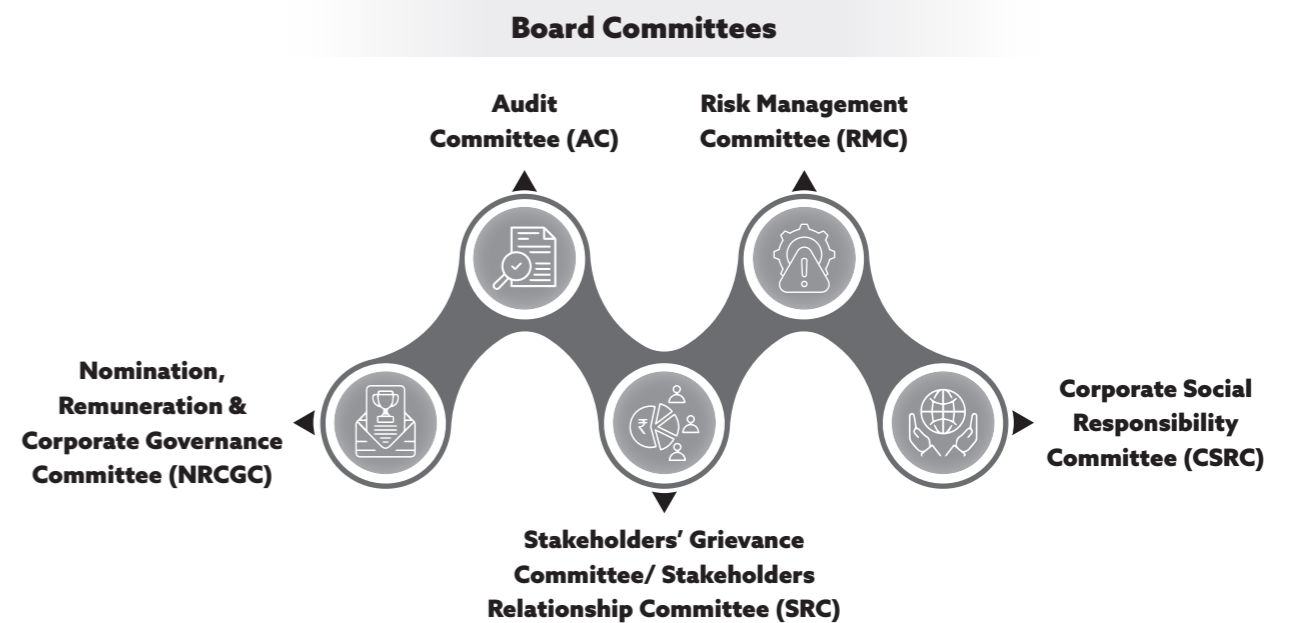 Board Committees
Audit
Committee (AC)
Risk Management
Committee (RMC)
Nomination,
Remuneration &
Corporate Governance
Committee (NRCGC)
₹
Corporate Social
Responsibility
Committee (CSRC)
Stakeholders’ Grievance
Committee/ Stakeholders
Relationship Committee (SRC)